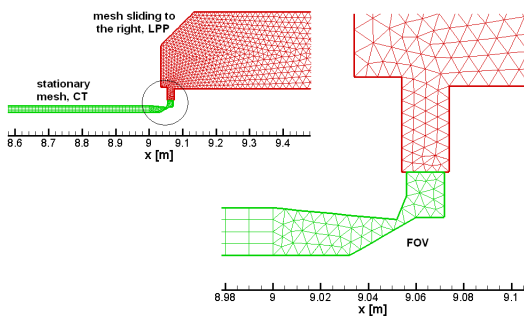 mesh sliding to
the right, LPP
stationary
mesh, CT
8.6 8.7 8.8 8.9 9 9.1 9.2 9.3 9.4
x [m]
FOV
8.98 9 9.02 9.04 9.06 9.08 9.1
x [m]